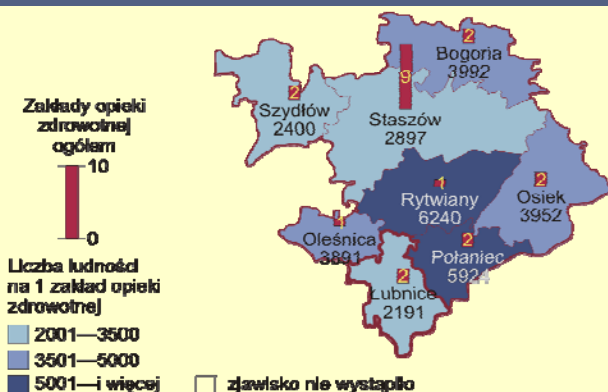 2
Bogoria
3992
2
Szydłów
2400
9
Staszów
2897
Zakłady opieki
zdrowotnej
ogółem
10
0
1
Rytwiany
6240
2
Osiek
3952
1
Oleśnica
3891
2
Połaniec
5924
2
Łubnice
2191
Liczba ludności
na 1 zakład opieki
zdrowotnej
2001—3500
3501—5000
5001—i więcej
zjawisko nie wystąpiło